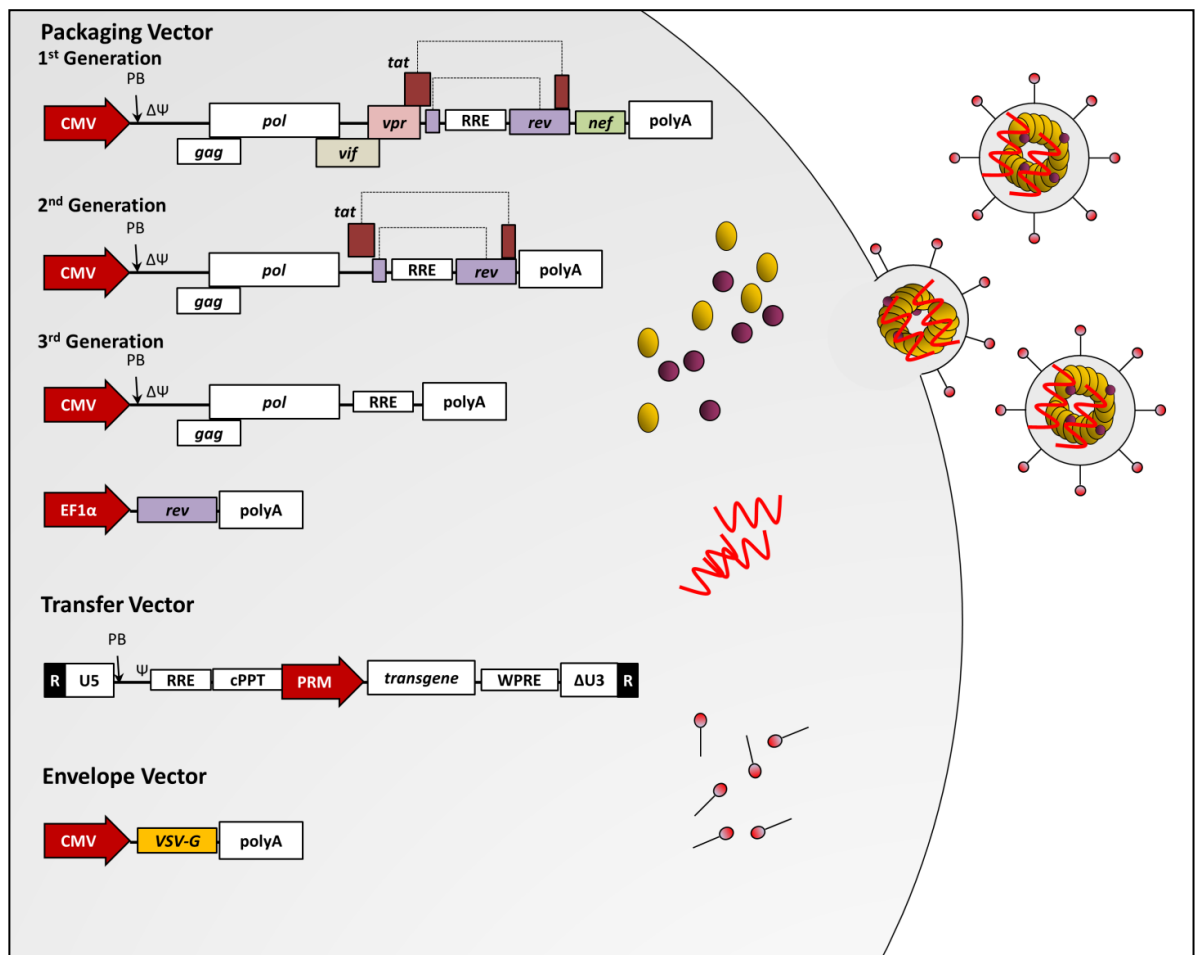 Packaging Vector
1st Generation
PB
ΔΨ
tat
CMV
pol
vpr
RRE
rev
nef
polyA
gag
vif
2nd Generation
PB
ΔΨ
tat
CMV
pol
RRE
rev
polyA
gag
3rd Generation
PB
ΔΨ
CMV
pol
RRE
polyA
gag
EF1α
rev
polyA
Transfer Vector
PB
Ψ
R
U5
RRE
cPPT
PRM
transgene
WPRE
ΔU3
R
Envelope Vector
CMV
VSV-G
polyA